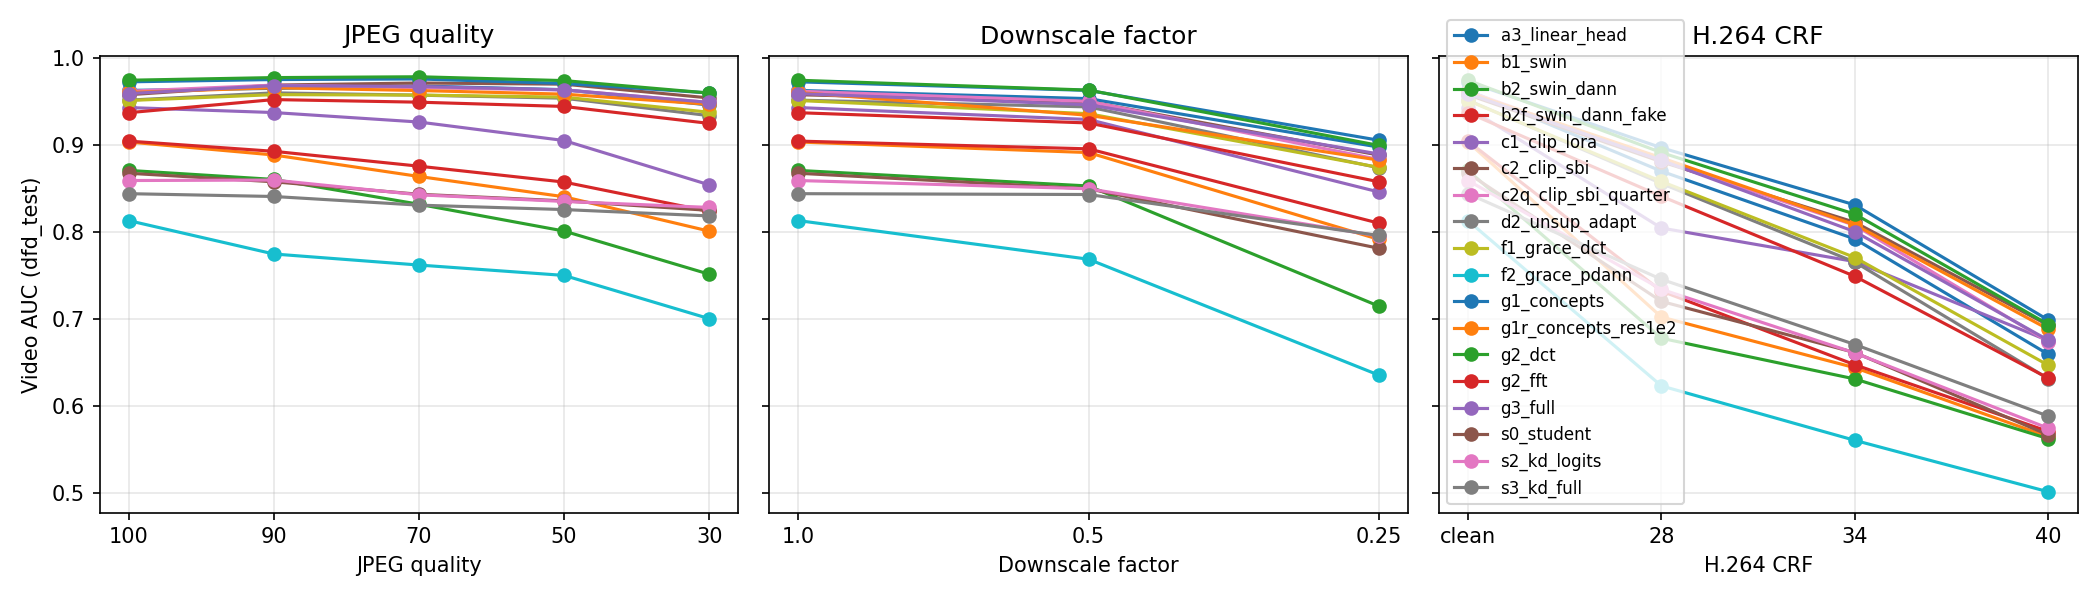 JPEG quality
Downscale factor
H.264 CRF
Video AUC (dfd_test)
1.0
0.9
0.8
0.7
0.6
0.5
100 90 70 50 30
JPEG quality
1.0 0.5 0.25
Downscale factor
a3_linear_head
b1_swin
b2_swin_dann
b2f_swin_dann_fake
c1_clip_lora
c2_clip_sbi
c2q_clip_sbi_quarter
d2_unsup_adapt
f1_grace_dct
f2_grace_pdann
g1_concepts
g1r_concepts_res1e2
g2_dct
g2_fft
g3_full
s0_student
s2_kd_logits
s3_kd_full
clean 28 34 40
H.264 CRF